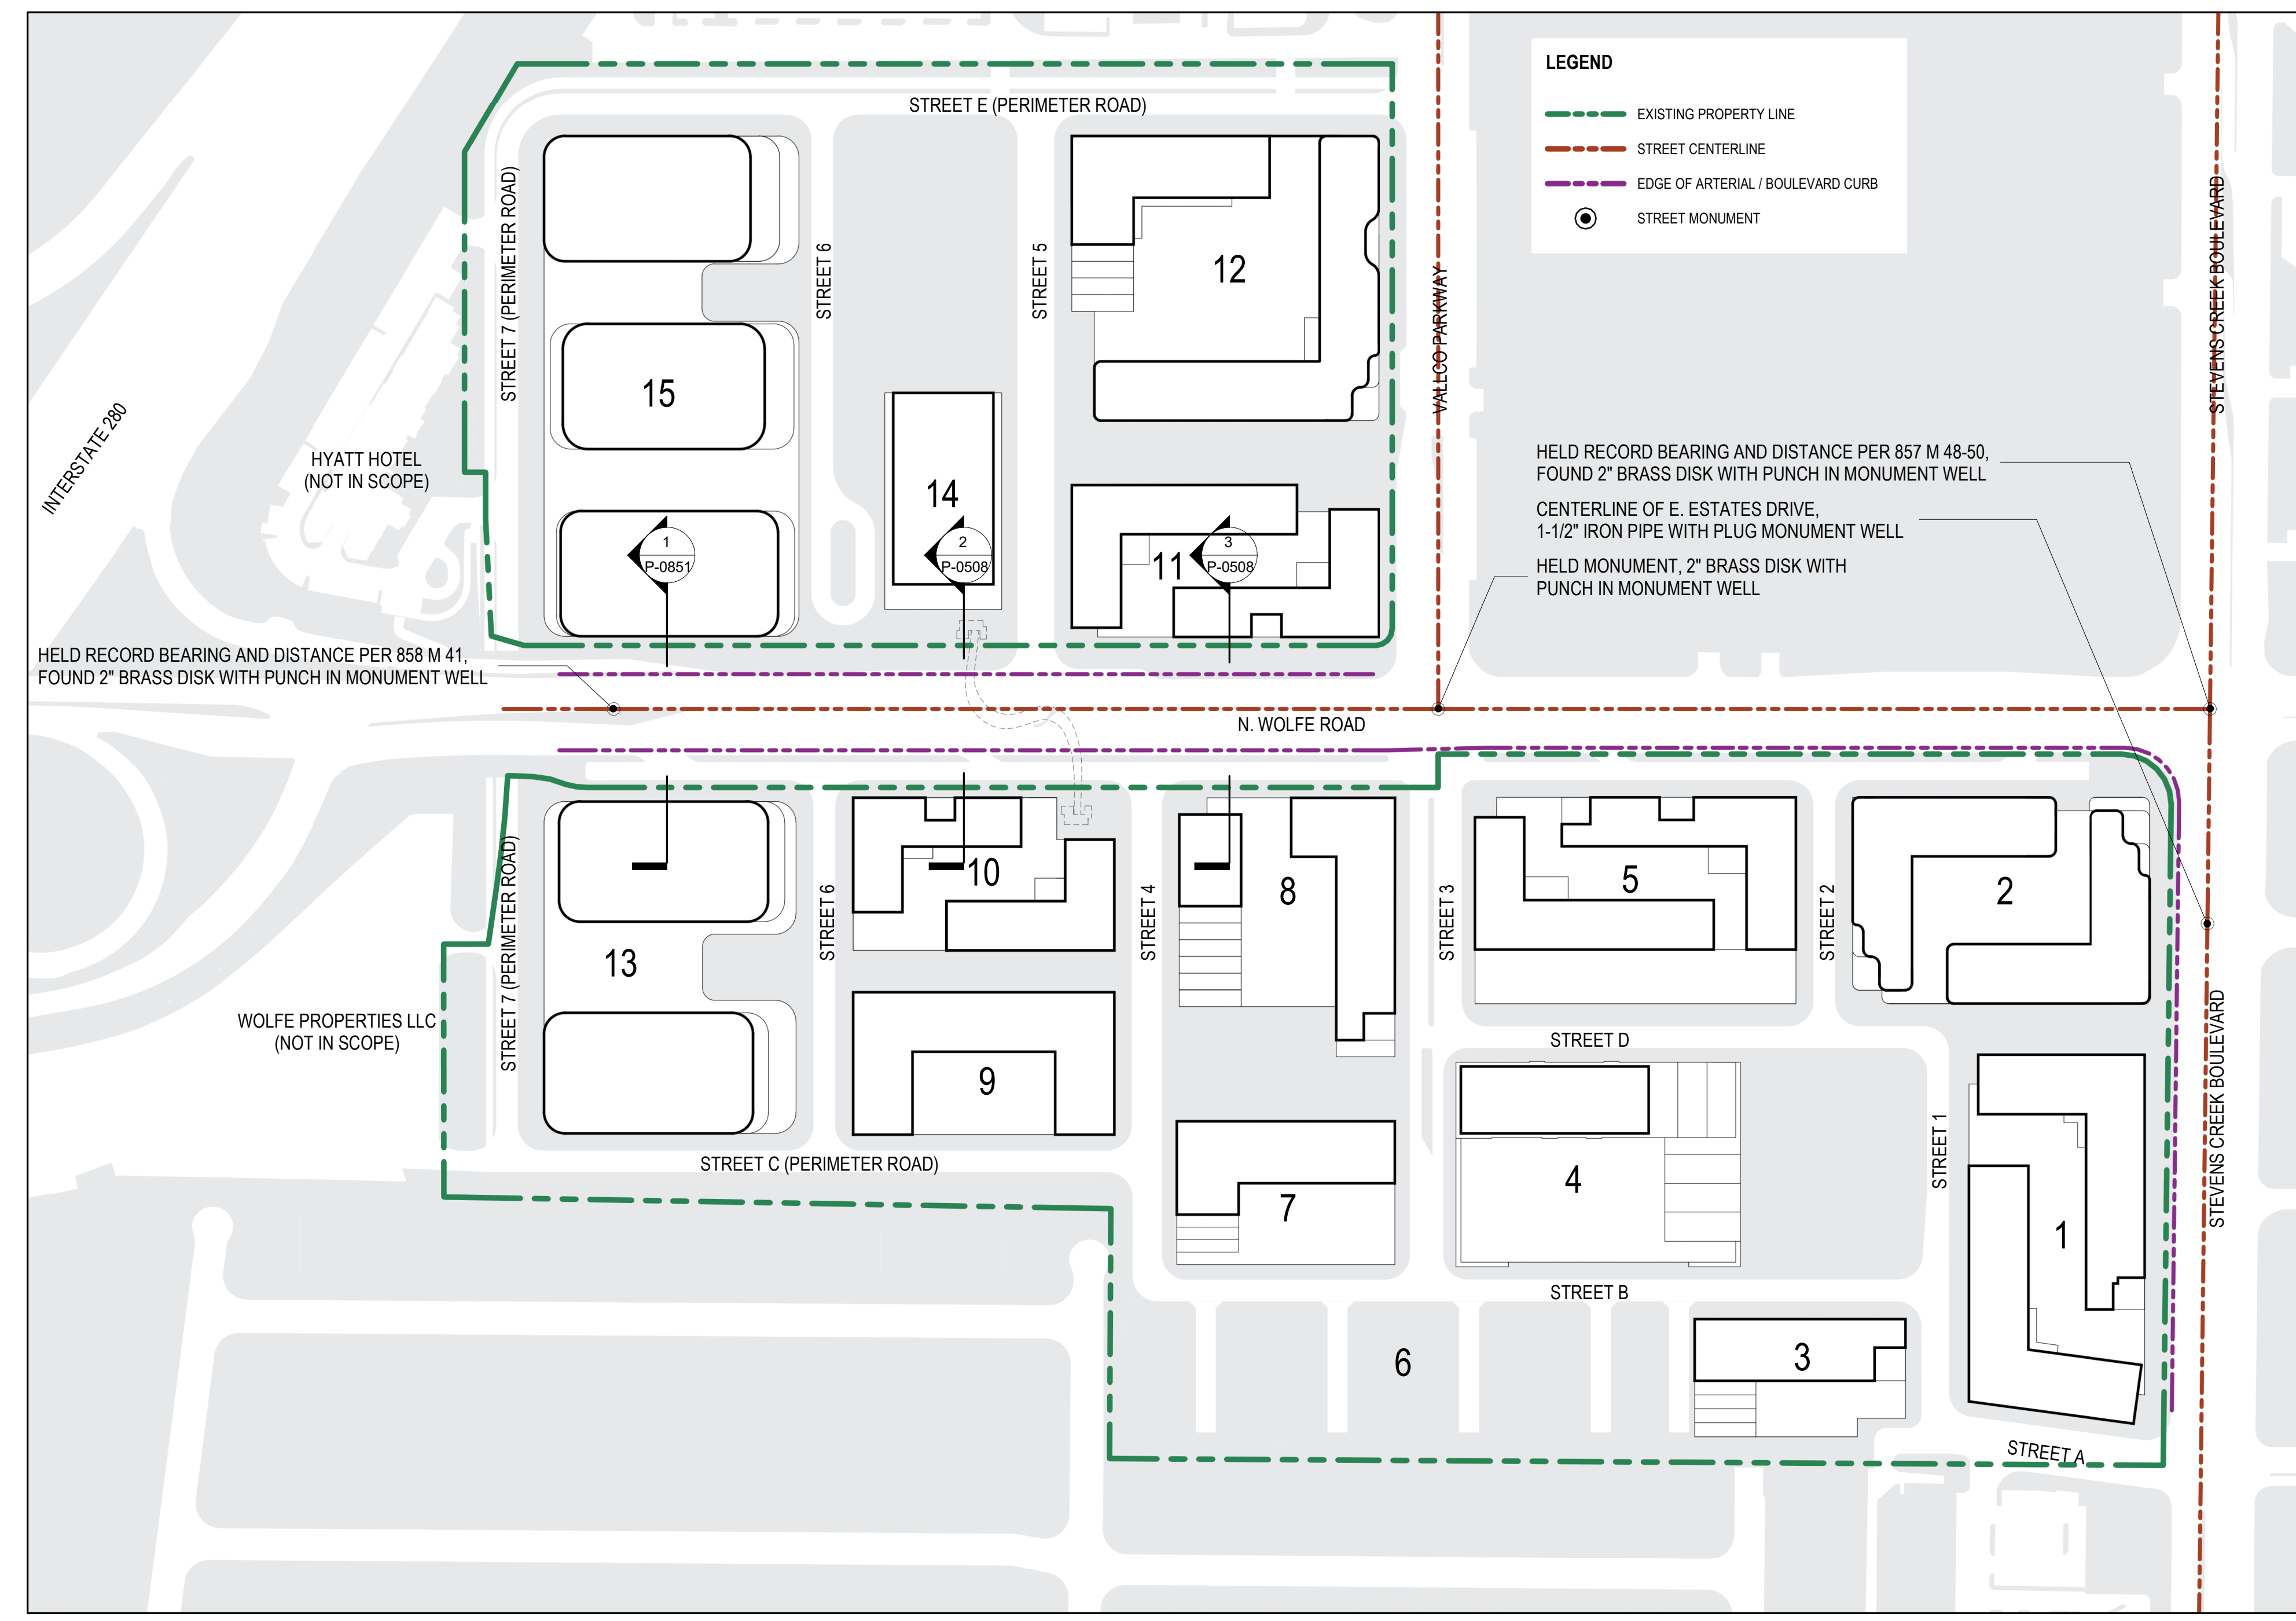 LEGEND
EXISTING PROPERTY LINE
STREET CENTERLINE
EDGE OF ARTERIAL / BOULEVARD CURB
STREET MONUMENT
STREET E (PERIMETER ROAD)
STREET 7 (PERIMETER ROAD)
STREET 6
STREET 5
VALLCO PARKWAY
STEVENS CREEK BOULEVARD
12
15
14
11
INTERSTATE 280
HYATT HOTEL
(NOT IN SCOPE)
1
P-0851
2
P-0508
3
P-0508
HELD RECORD BEARING AND DISTANCE PER 857 M 48-50,
FOUND 2" BRASS DISK WITH PUNCH IN MONUMENT WELL
CENTERLINE OF E. ESTATES DRIVE,
1-1/2" IRON PIPE WITH PLUG MONUMENT WELL
HELD MONUMENT, 2" BRASS DISK WITH
PUNCH IN MONUMENT WELL
HELD RECORD BEARING AND DISTANCE PER 858 M 41,
FOUND 2" BRASS DISK WITH PUNCH IN MONUMENT WELL
N. WOLFE ROAD
STREET 7 (PERIMETER ROAD)
STREET 6
STREET 4
STREET 3
STREET 2
10
8
5
2
13
WOLFE PROPERTIES LLC
(NOT IN SCOPE)
STREET D
9
STREET C (PERIMETER ROAD)
7
4
STREET 1
1
STEVENS CREEK BOULEVARD
STREET B
6
3
STREET A